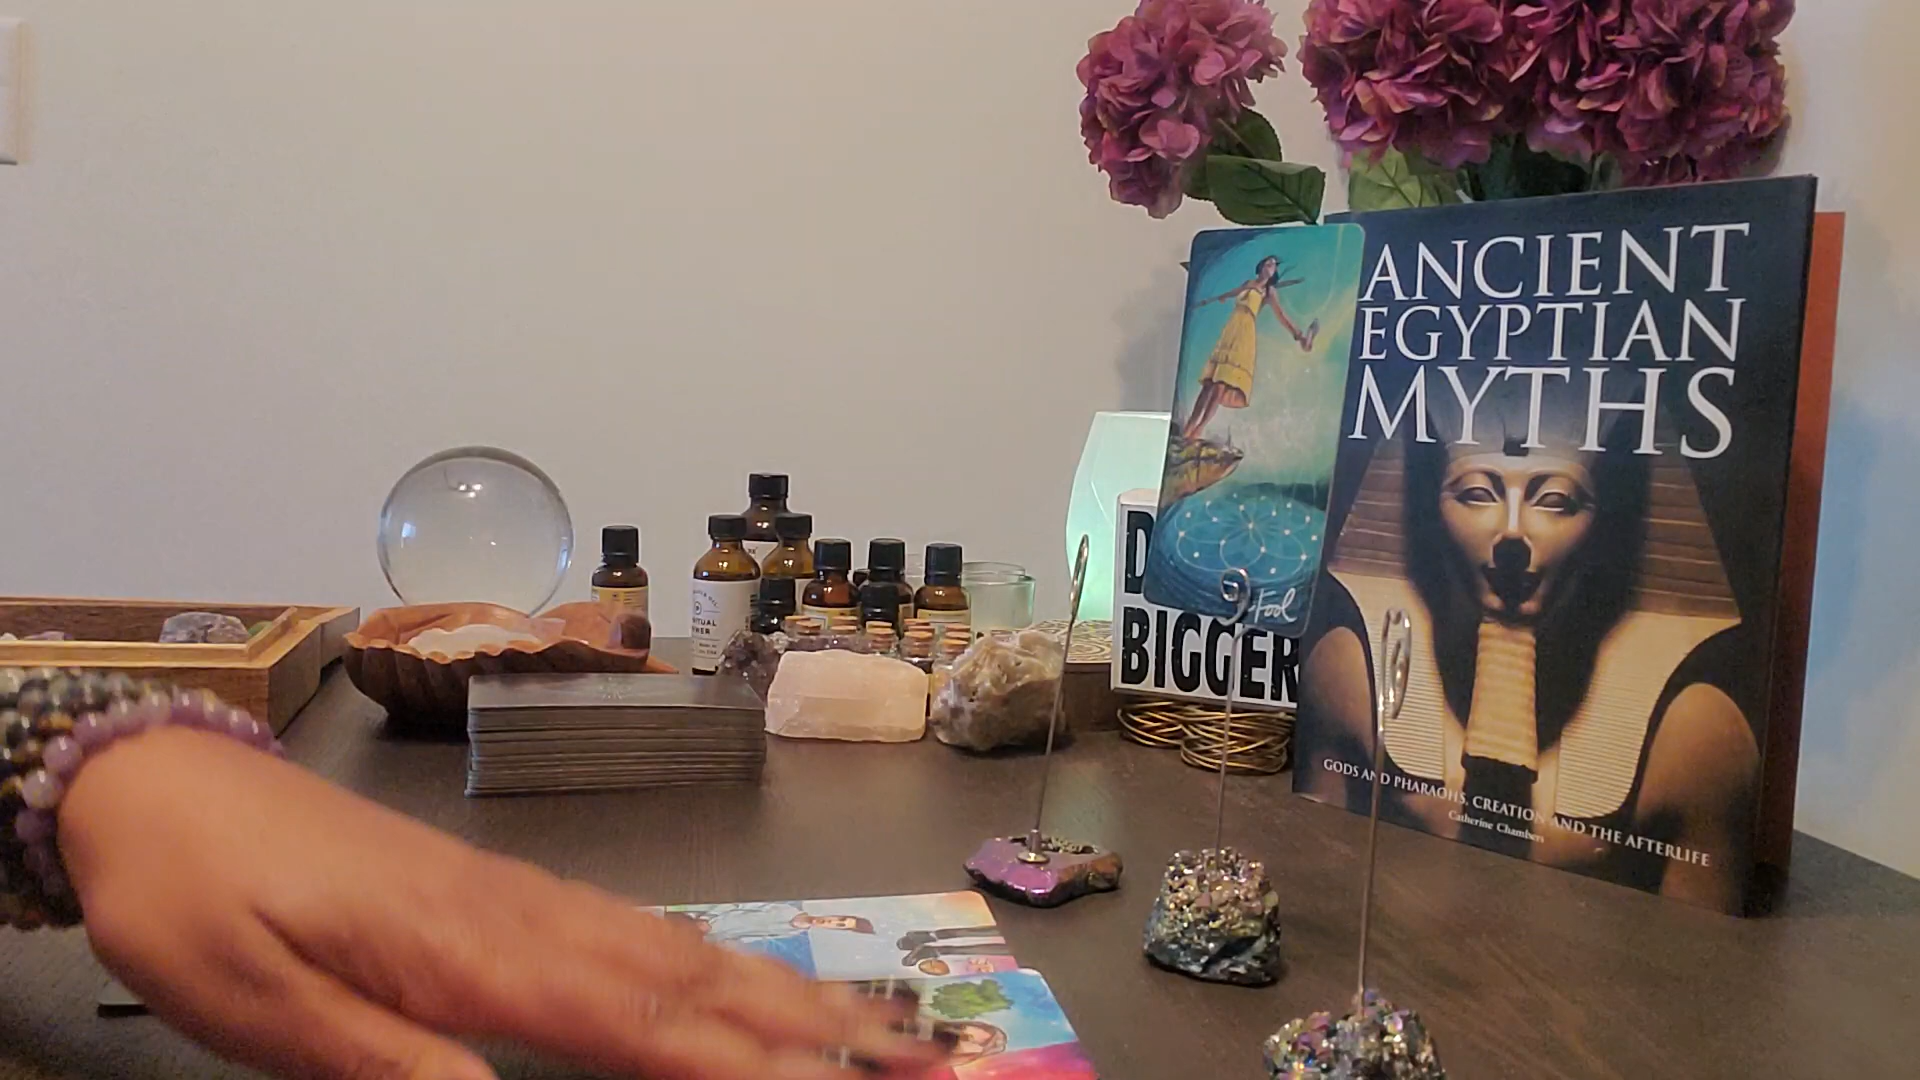 ANCIENT
EGYPTIAN
MYTHS
GODS AND PHARAOHS, CREATION AND THE AFTERLIFE
Catherine Chambers
Fool
BIGGER